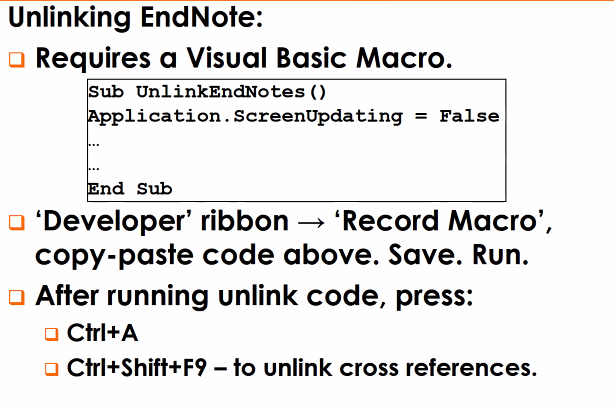 Unlinking EndNote:
Requires a Visual Basic Macro.
Sub UnlinkEndNotes()
Application.ScreenUpdating = False
…
…
End Sub
‘Developer’ ribbon → ‘Record Macro’,
copy-paste code above. Save. Run.
After running unlink code, press:
Ctrl+A
Ctrl+Shift+F9 – to unlink cross references.